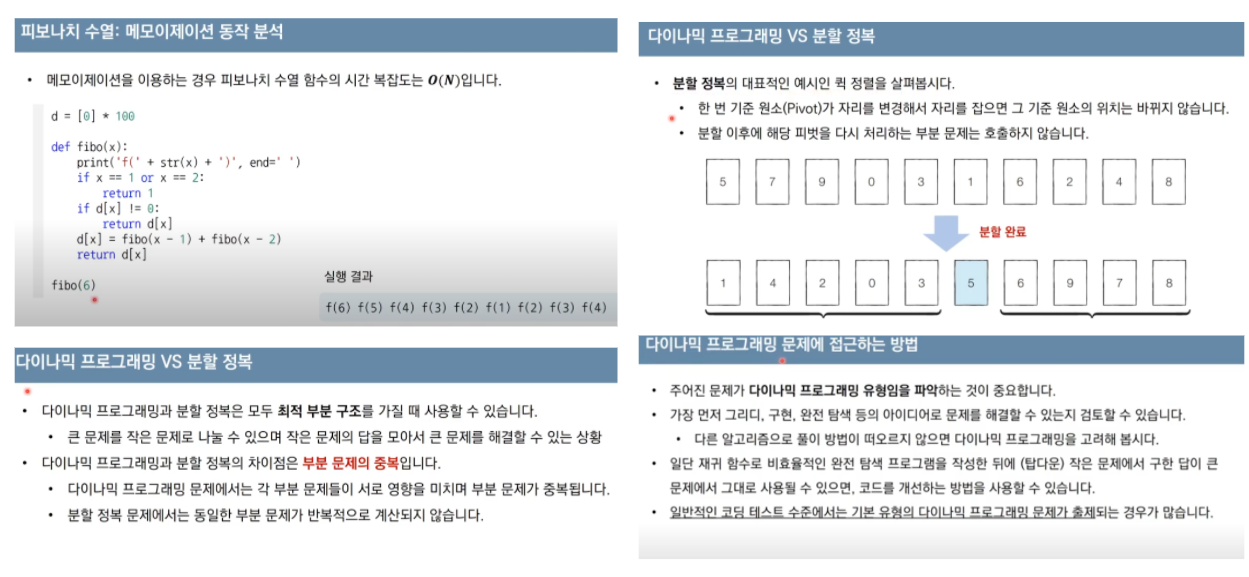 피보나치 수열: 메모이제이션 동작 분석
• 메모이제이션을 이용하는 경우 피보나치 수열 함수의 시간 복잡도는 O(N)입니다.
d = [0] * 100
def fibo(x):
print('f(' + str(x) + ')', end=' ')
if x == 1 or x == 2:
return 1
if d[x] != 0:
return d[x]
d[x] = fibo(x - 1) + fibo(x - 2)
return d[x]
fibo(6)
실행 결과
f(6) f(5) f(4) f(3) f(2) f(1) f(2) f(3) f(4)
다이나믹 프로그래밍 VS 분할 정복
• 다이나믹 프로그래밍과 분할 정복은 모두 최적 부분 구조를 가질 때 사용할 수 있습니다.
• 큰 문제를 작은 문제로 나눌 수 있으며 작은 문제의 답을 모아서 큰 문제를 해결할 수 있는 상황
• 다이나믹 프로그래밍과 분할 정복의 차이점은 부분 문제의 중복입니다.
• 다이나믹 프로그래밍 문제에서는 각 부분 문제들이 서로 영향을 미치며 부분 문제가 중복됩니다.
• 분할 정복 문제에서는 동일한 부분 문제가 반복적으로 계산되지 않습니다.
다이나믹 프로그래밍 VS 분할 정복
• 분할 정복의 대표적인 예시인 퀵 정렬을 살펴봅시다.
• 한 번 기준 원소(Pivot)가 자리를 변경해서 자리를 잡으면 그 기준 원소의 위치는 바뀌지 않습니다.
• 분할 이후에 해당 피벗을 다시 처리하는 부분 문제는 호출하지 않습니다.
5 7 9 0 3 1 6 2 4 8
분할 완료
1 4 2 0 3 5 6 9 7 8
다이나믹 프로그래밍 문제에 접근하는 방법
• 주어진 문제가 다이나믹 프로그래밍 유형임을 파악하는 것이 중요합니다.
• 가장 먼저 그리디, 구현, 완전 탐색 등의 아이디어로 문제를 해결할 수 있는지 검토할 수 있습니다.
• 다른 알고리즘으로 풀이 방법이 떠오르지 않으면 다이나믹 프로그래밍을 고려해 봅시다.
• 일단 재귀 함수로 비효율적인 완전 탐색 프로그램을 작성한 뒤에 (탑다운) 작은 문제에서 구한 답이 큰
문제에서 그대로 사용될 수 있으면, 코드를 개선하는 방법을 사용할 수 있습니다.
• 일반적인 코딩 테스트 수준에서는 기본 유형의 다이나믹 프로그래밍 문제가 출제되는 경우가 많습니다.